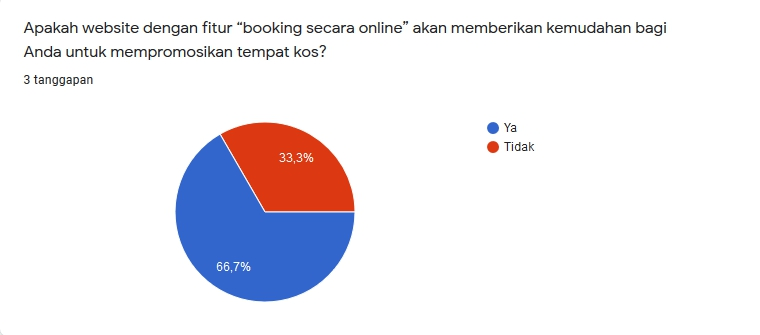 Apakah website dengan fitur “booking secara online” akan memberikan kemudahan bagi
Anda untuk mempromosikan tempat kos?
3 tanggapan
Ya
Tidak
33,3%
66,7%